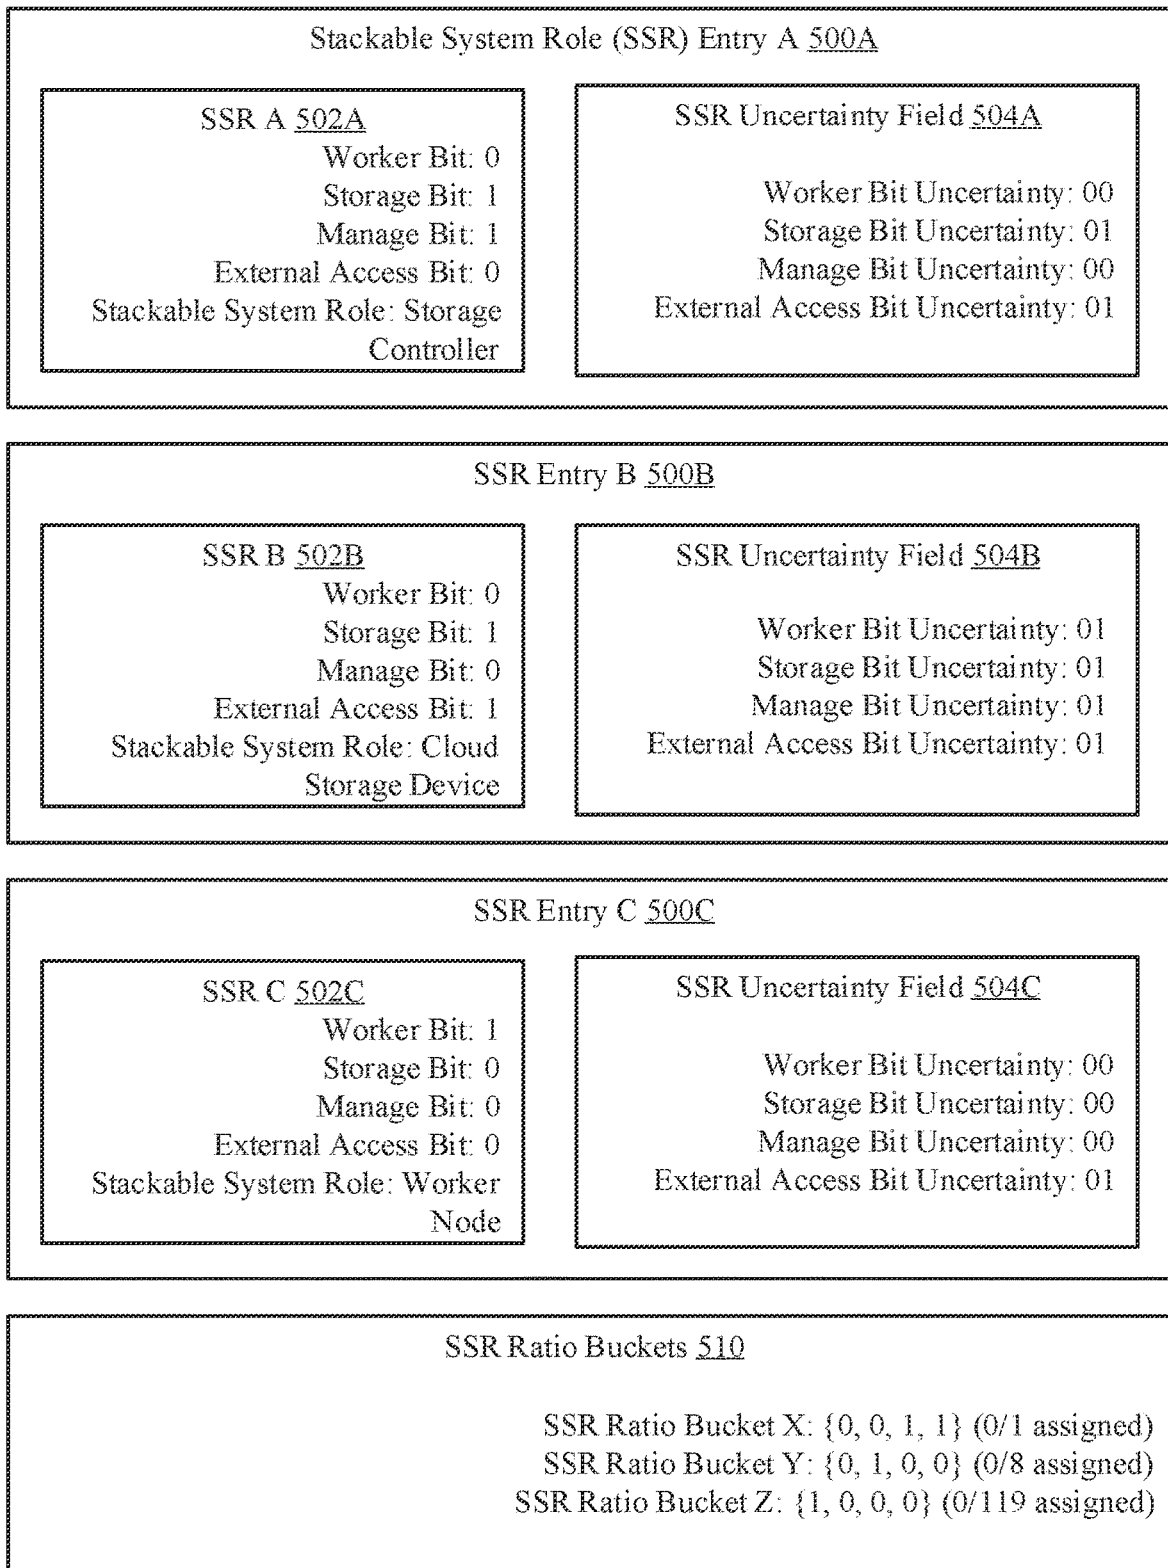 Stackable System Role (SSR) Entry A 500A
SSR A 502A
Worker Bit: 0
Storage Bit: 1
Manage Bit: 1
External Access Bit: 0
Stackable System Role: Storage
Controller
SSR Uncertainty Field 504A
Worker Bit Uncertainty: 00
Storage Bit Uncertainty: 01
Manage Bit Uncertainty: 00
External Access Bit Uncertainty: 01
SSR Entry B 500B
SSR B 502B
Worker Bit: 0
Storage Bit: 1
Manage Bit: 0
External Access Bit: 1
Stackable System Role: Cloud
Storage Device
SSR Uncertainty Field 504B
Worker Bit Uncertainty: 01
Storage Bit Uncertainty: 01
Manage Bit Uncertainty: 01
External Access Bit Uncertainty: 01
SSR Entry C 500C
SSR C 502C
Worker Bit: 1
Storage Bit: 0
Manage Bit: 0
External Access Bit: 0
Stackable System Role: Worker
Node
SSR Uncertainty Field 504C
Worker Bit Uncertainty: 00
Storage Bit Uncertainty: 00
Manage Bit Uncertainty: 00
External Access Bit Uncertainty: 01
SSR Ratio Buckets 510
SSR Ratio Bucket X: {0, 0, 1, 1} (0/1 assigned)
SSR Ratio Bucket Y: {0, 1, 0, 0} (0/8 assigned)
SSR Ratio Bucket Z: {1, 0, 0, 0} (0/119 assigned)